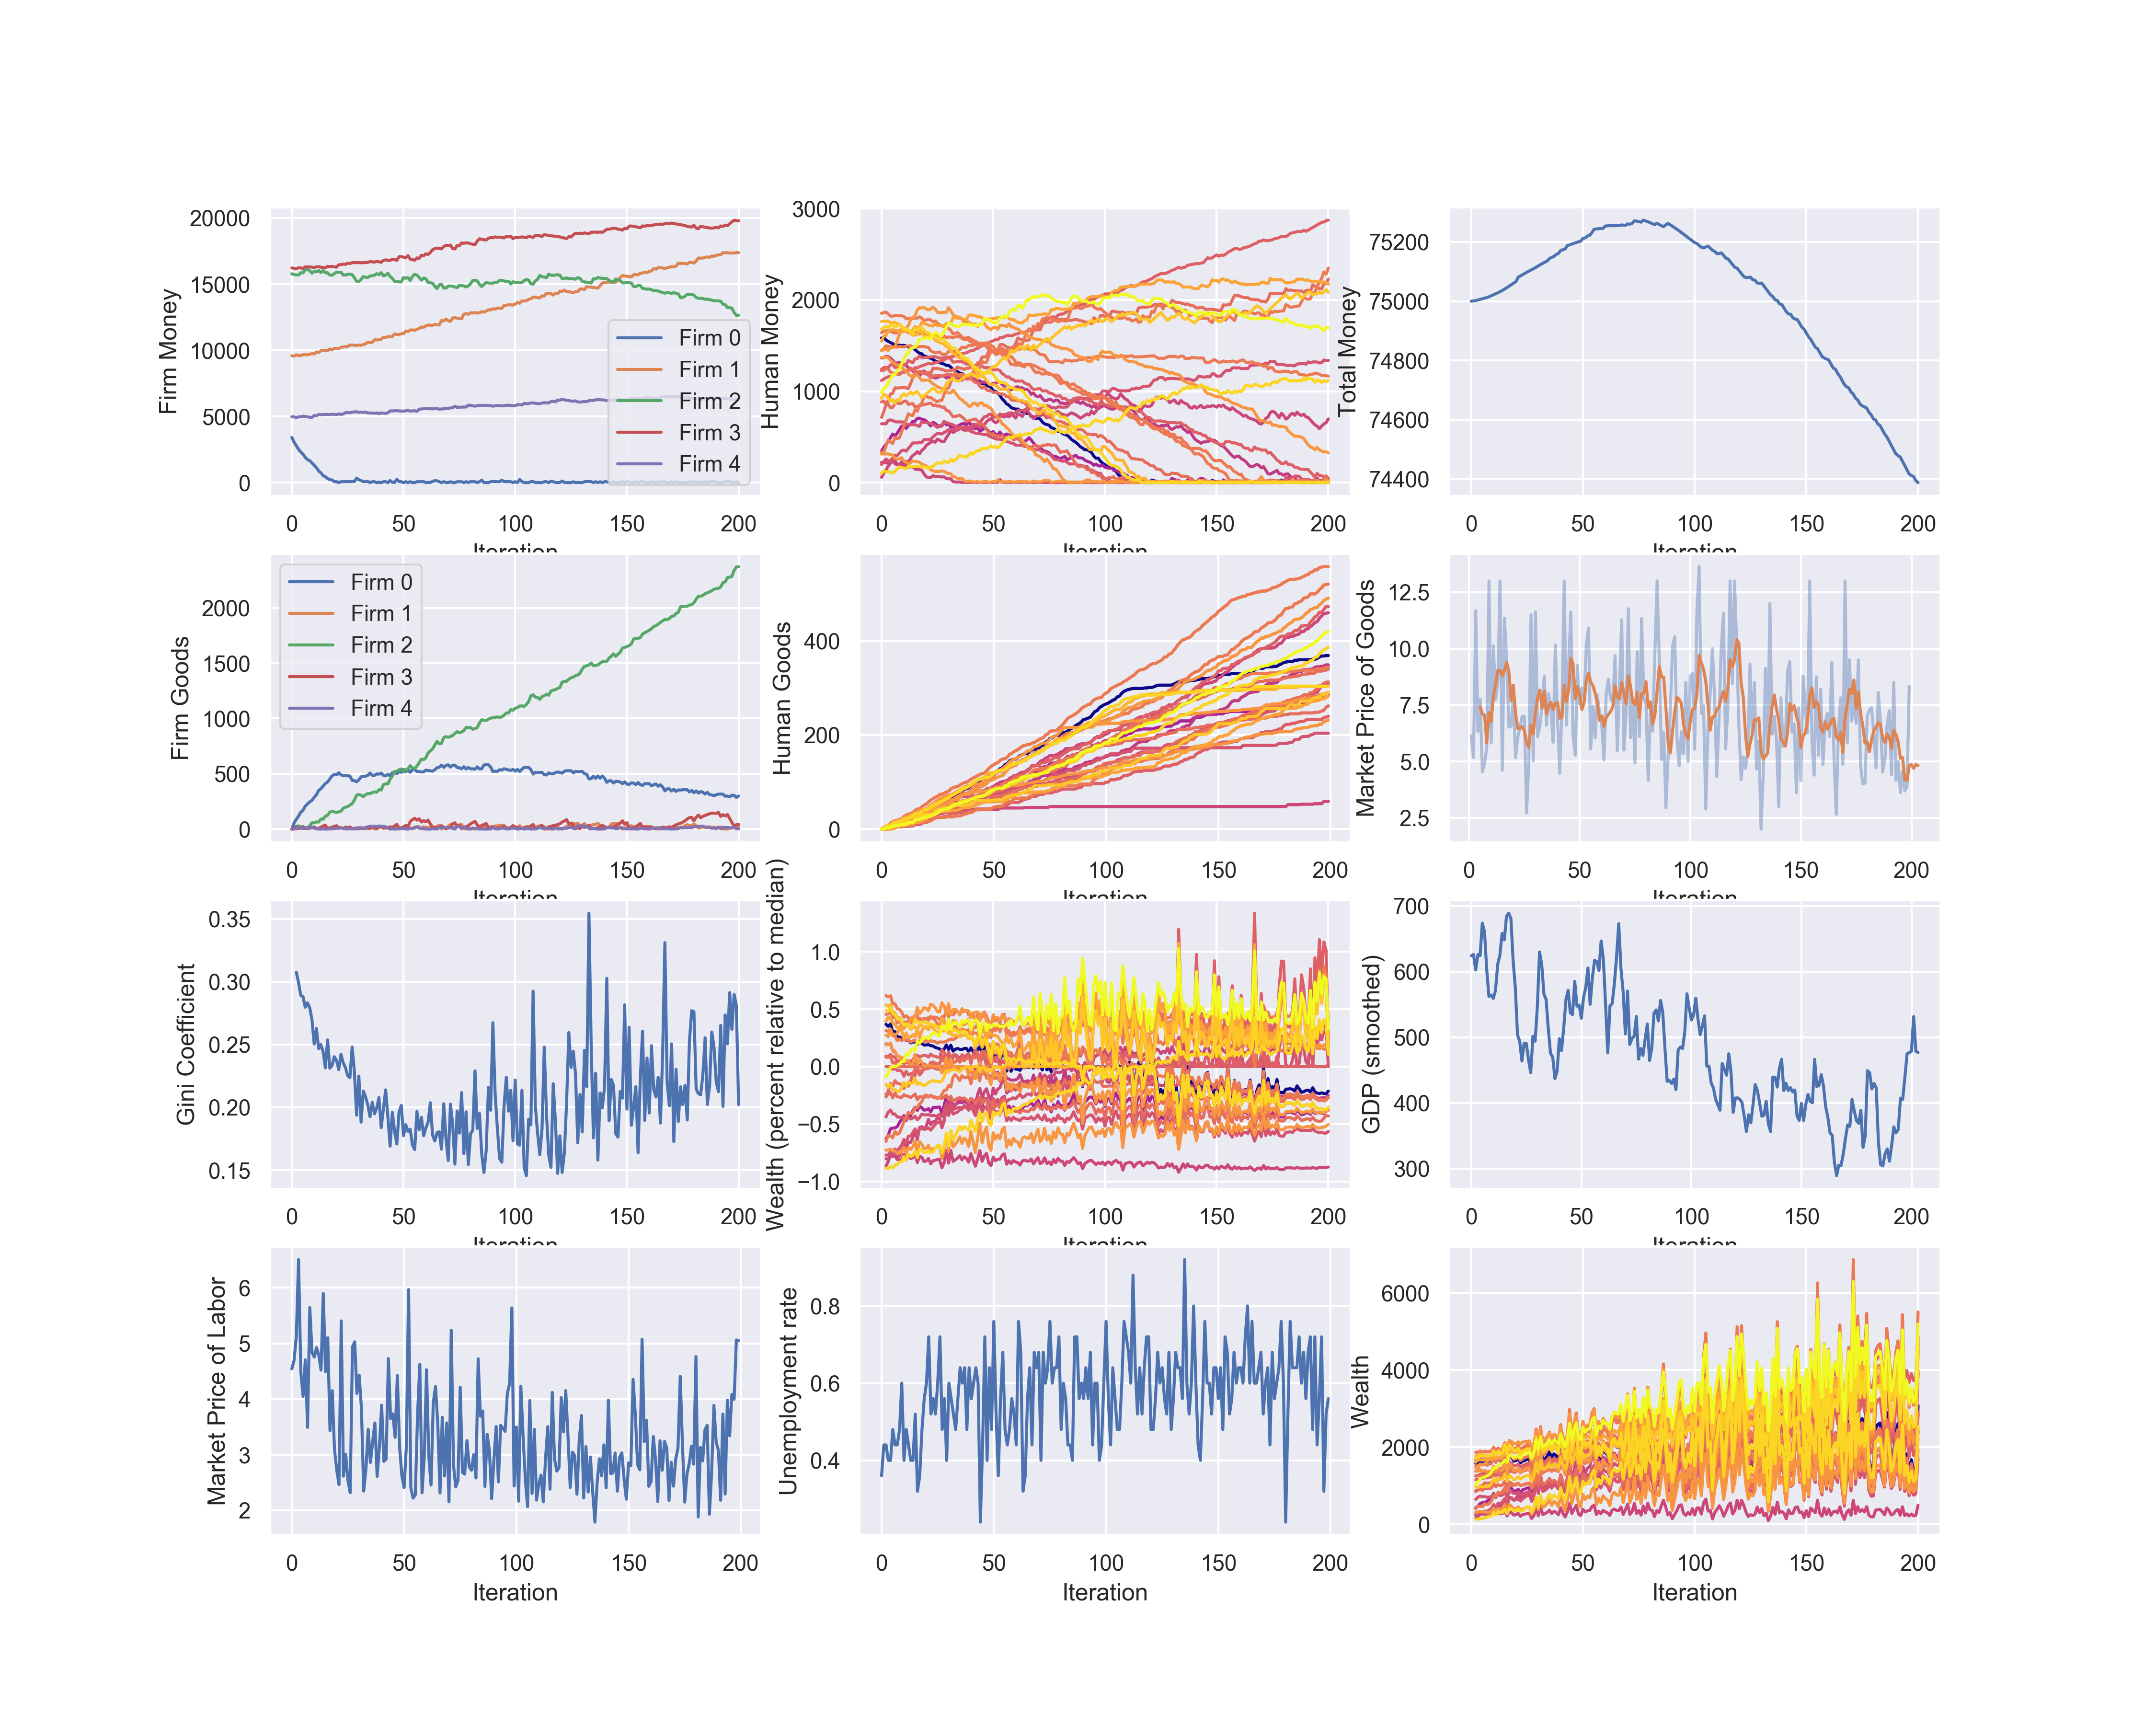 Firm Money
20000
15000
10000
5000
0
0 50 100 150 200
Iteration
Firm 0
Firm 1
Firm 2
Firm 3
Firm 4
Human Money
3000
2000
1000
0
0 50 100 150 200
Iteration
Total Money
75200
75000
74800
74600
74400
0 50 100 150 200
Iteration
Firm Goods
2000
1500
1000
500
0
0 50 100 150 200
Iteration
Firm 0
Firm 1
Firm 2
Firm 3
Firm 4
Human Goods
400
200
0
0 50 100 150 200
Iteration
Market Price of Goods
12.5
10.0
7.5
5.0
2.5
0 50 100 150 200
Iteration
Gini Coefficient
0.35
0.30
0.25
0.20
0.15
0 50 100 150 200
Iteration
Wealth (percent relative to median)
1.0
0.5
0.0
−0.5
−1.0
0 50 100 150 200
Iteration
GDP (smoothed)
700
600
500
400
300
0 50 100 150 200
Iteration
Market Price of Labor
6
5
4
3
2
0 50 100 150 200
Iteration
Unemployment rate
0.8
0.6
0.4
0 50 100 150 200
Iteration
Wealth
6000
4000
2000
0
0 50 100 150 200
Iteration